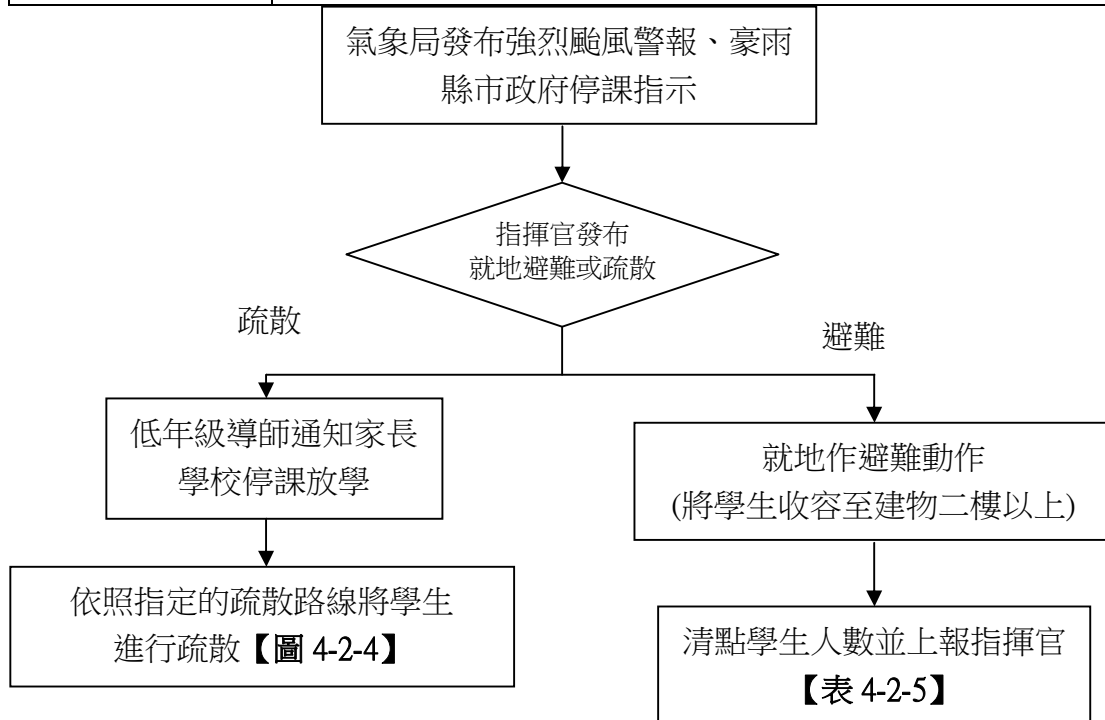 氣象局發布強烈颱風警報、豪雨
縣市政府停課指示
指揮官發布
就地避難或疏散
疏散
避難
低年級導師通知家長
學校停課放學
就地作避難動作
(將學生收容至建物二樓以上)
依照指定的疏散路線將學生
進行疏散【圖 4-2-4】
清點學生人數並上報指揮官
【表 4-2-5】